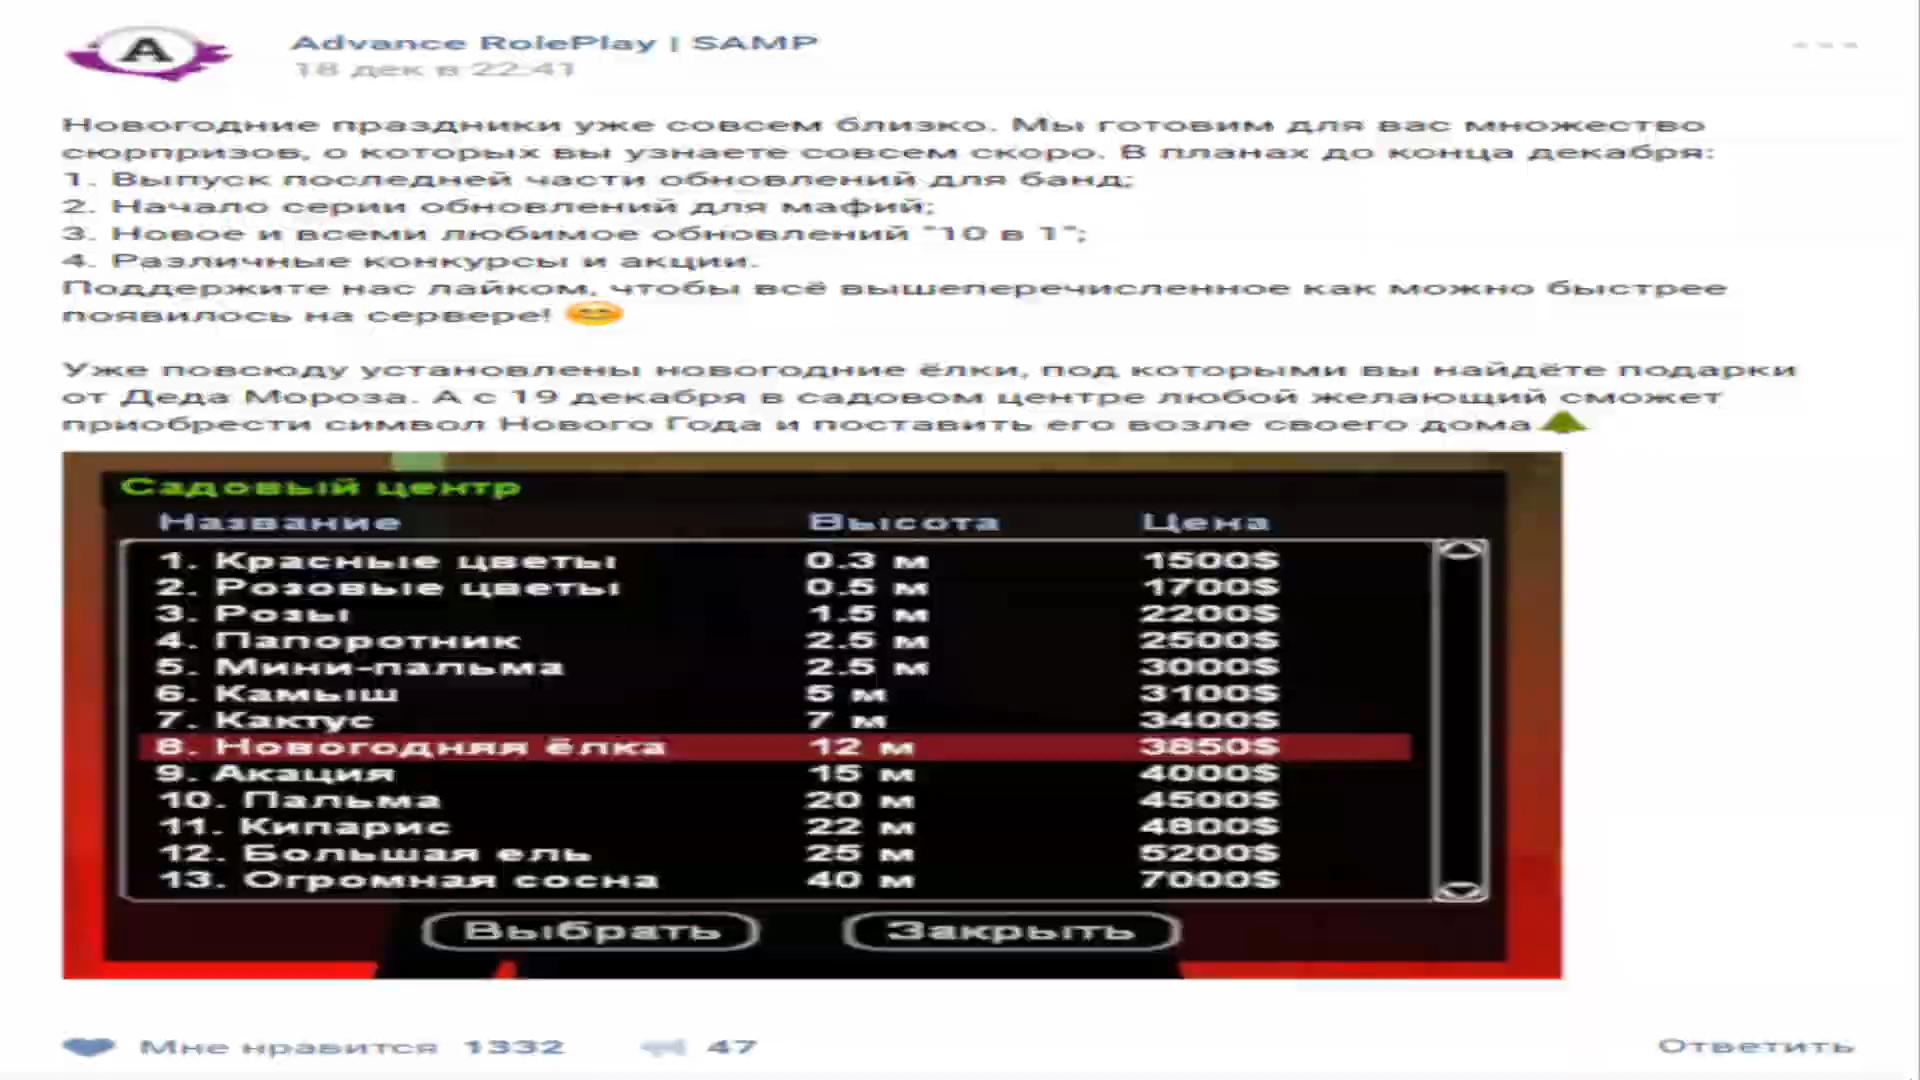 A
Advance RolePlay | SAMP
18 дек в 22:41
Новогодние праздники уже совсем близко. Мы готовим для вас множество
сюрпризов, о которых вы узнаете совсем скоро. В планах до конца декабря:
1. Выпуск последней части обновлений для банд;
2. Начало серии обновлений для мафий;
3. Новое и всеми любимое обновлений "10 в 1";
4. Различные конкурсы и акции.
Поддержите нас лайком, чтобы всё вышеперечисленное как можно быстрее
появилось на сервере! 😊
Уже повсюду установлены новогодние ёлки, под которыми вы найдёте подарки
от Деда Мороза. А с 19 декабря в садовом центре любой желающий сможет
приобрести символ Нового Года и поставить его возле своего дома🌲
Садовый центр
Название Высота Цена
1. Красные цветы 0.3 м 1500$
2. Розовые цветы 0.5 м 1700$
3. Розы 1.5 м 2200$
4. Папоротник 2.5 м 2500$
5. Мини-пальма 2.5 м 3000$
6. Камыш 5 м 3100$
7. Кактус 7 м 3400$
8. Новогодняя ёлка 12 м 3850$
9. Акация 15 м 4000$
10. Пальма 20 м 4500$
11. Кипарис 22 м 4800$
12. Большая ель 25 м 5200$
13. Огромная сосна 40 м 7000$
Выбрать Закрыть
Мне нравится 1332 47 Ответить